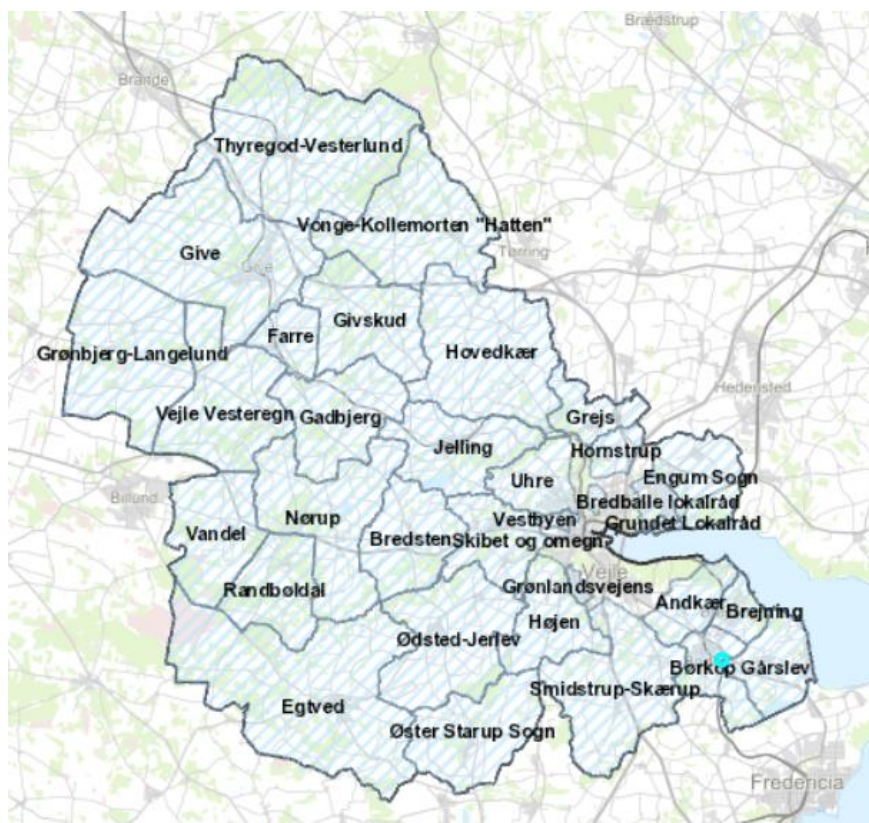 Brædstrup
Brande
Thyregod-Vesterlund
Vonge-Kollemorten "Hatten"
Tørring
Give
Give
Givskud
Farre
Grønbjerg-Langelund
Hovedkær
Hedensted
Vejle Vesteregn
Gadbjerg
Grejs
Jelling
Hornstrup
Engum Sogn
Uhre
Billund
Bredballe lokalråd
Nørup
Vestbyen
Grundet Lokalråd
Vandel
Bredsten
Skibet og omegn
Vejle
Randbøldal
Grønlandsvejens
Andkær
Brejning
Højen
Ødsted-Jerlev
Børkop
Gårslev
Smidstrup-Skærup
Egtved
Øster Starup Sogn
Fredericia